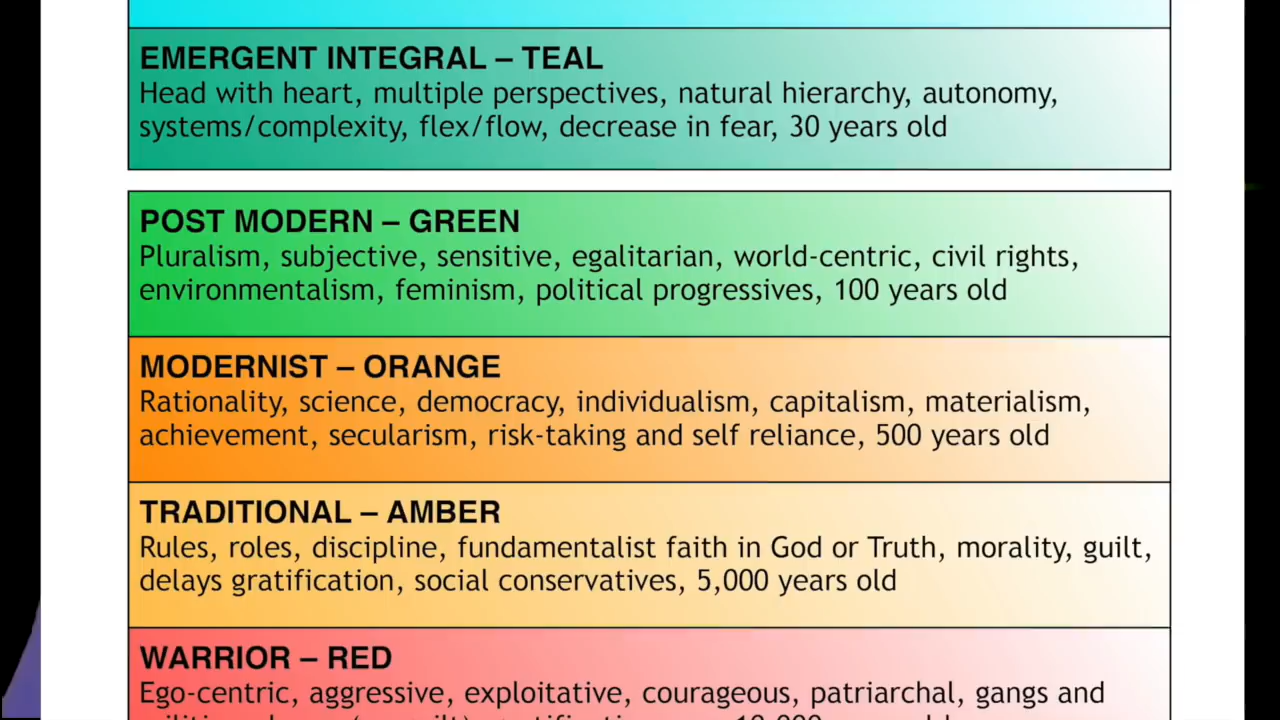 EMERGENT INTEGRAL – TEAL
Head with heart, multiple perspectives, natural hierarchy, autonomy,
systems/complexity, flex/flow, decrease in fear, 30 years old
POST MODERN – GREEN
Pluralism, subjective, sensitive, egalitarian, world-centric, civil rights,
environmentalism, feminism, political progressives, 100 years old
MODERNIST – ORANGE
Rationality, science, democracy, individualism, capitalism, materialism,
achievement, secularism, risk-taking and self reliance, 500 years old
TRADITIONAL – AMBER
Rules, roles, discipline, fundamentalist faith in God or Truth, morality, guilt,
delays gratification, social conservatives, 5,000 years old
WARRIOR – RED
Ego-centric, aggressive, exploitative, courageous, patriarchal, gangs and